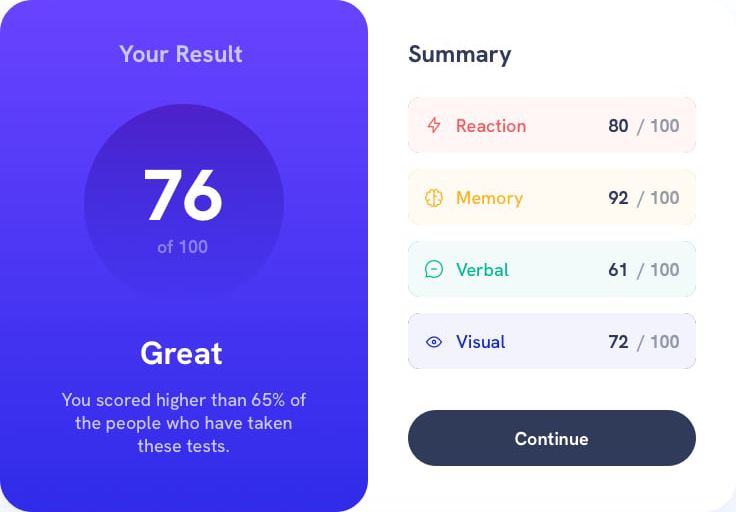 Your Result
76
of 100
Great
You scored higher than 65% of
the people who have taken
these tests.
Summary
Reaction 80 / 100
Memory 92 / 100
Verbal 61 / 100
Visual 72 / 100
Continue